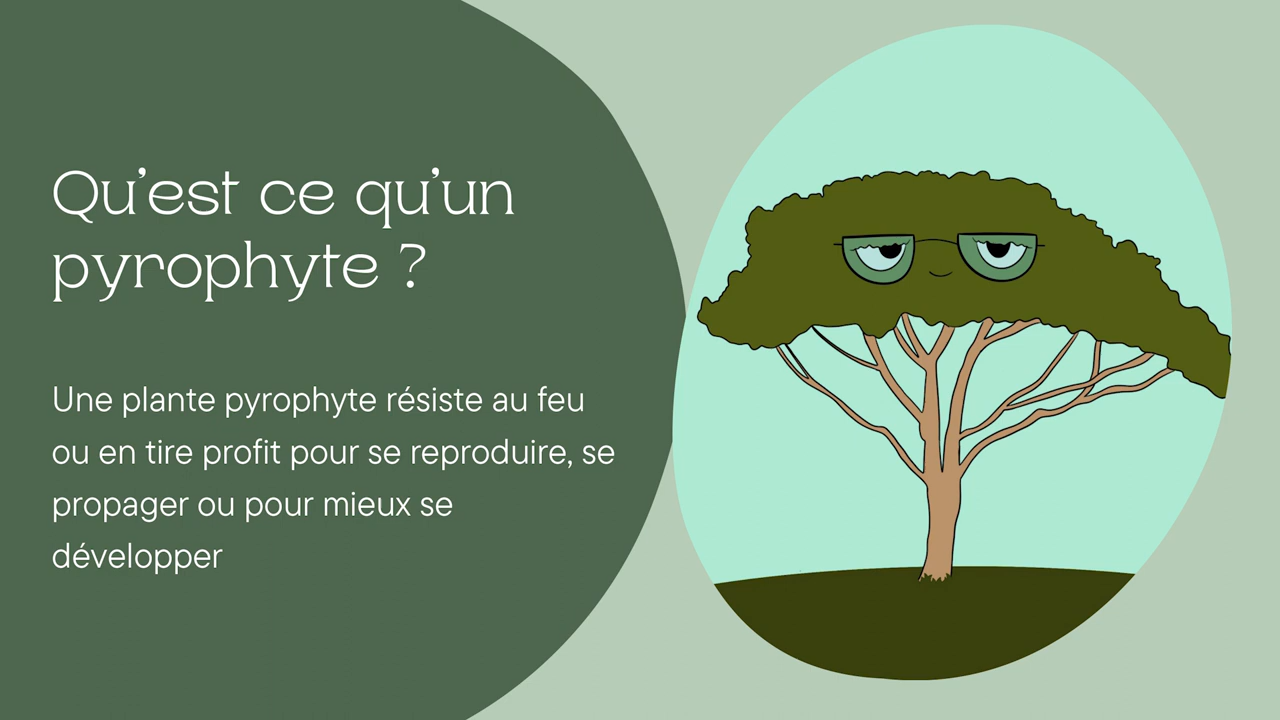 Qu’est ce qu’un
pyrophyte ?
Une plante pyrophyte résiste au feu
ou en tire profit pour se reproduire, se
propager ou pour mieux se
développer